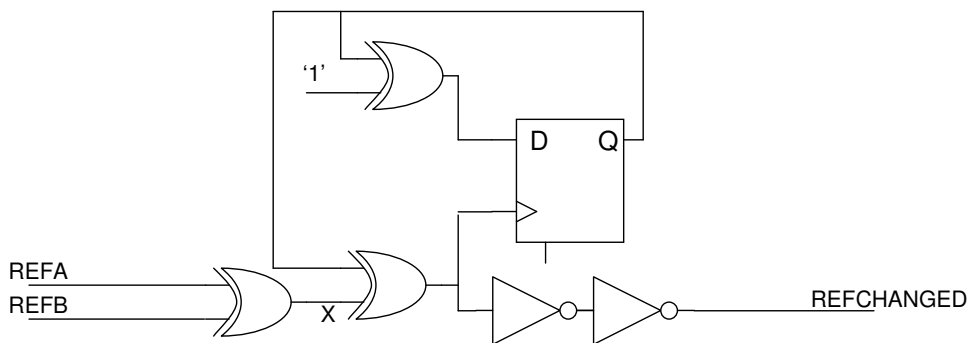 ‘1’
D Q
REFA
REFB
X
REFCHANGED